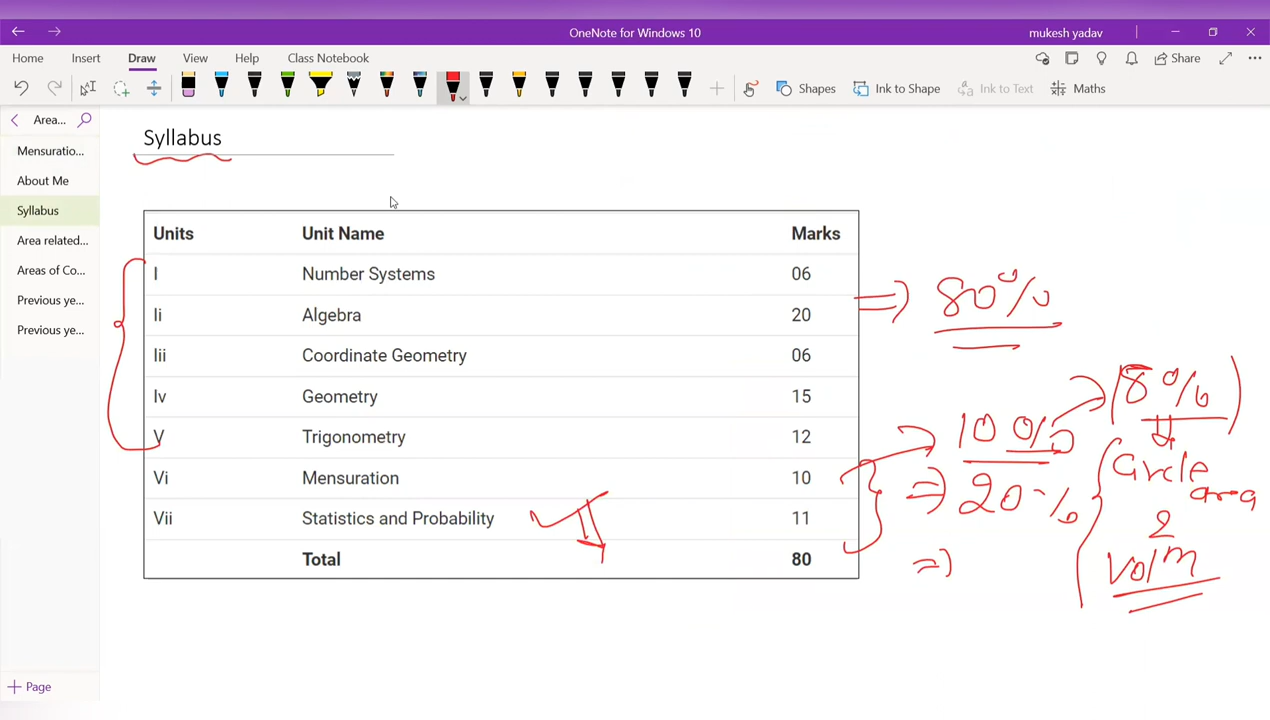 OneNote for Windows 10
mukesh yadav
Home Insert Draw View Help Class Notebook
Share
Shapes Ink to Shape Ink to Text Maths
Area...
Mensuratio...
About Me
Syllabus
Area related...
Areas of Co...
Previous ye...
Previous ye...
Page
Syllabus
Units Unit Name Marks
I Number Systems 06
Ii Algebra 20
Iii Coordinate Geometry 06
Iv Geometry 15
V Trigonometry 12
Vi Mensuration 10
Vii Statistics and Probability 11
Total 80
⇒ 80%
10%
8%
⇒ 20%
⇒
Circle
area
2
Volm